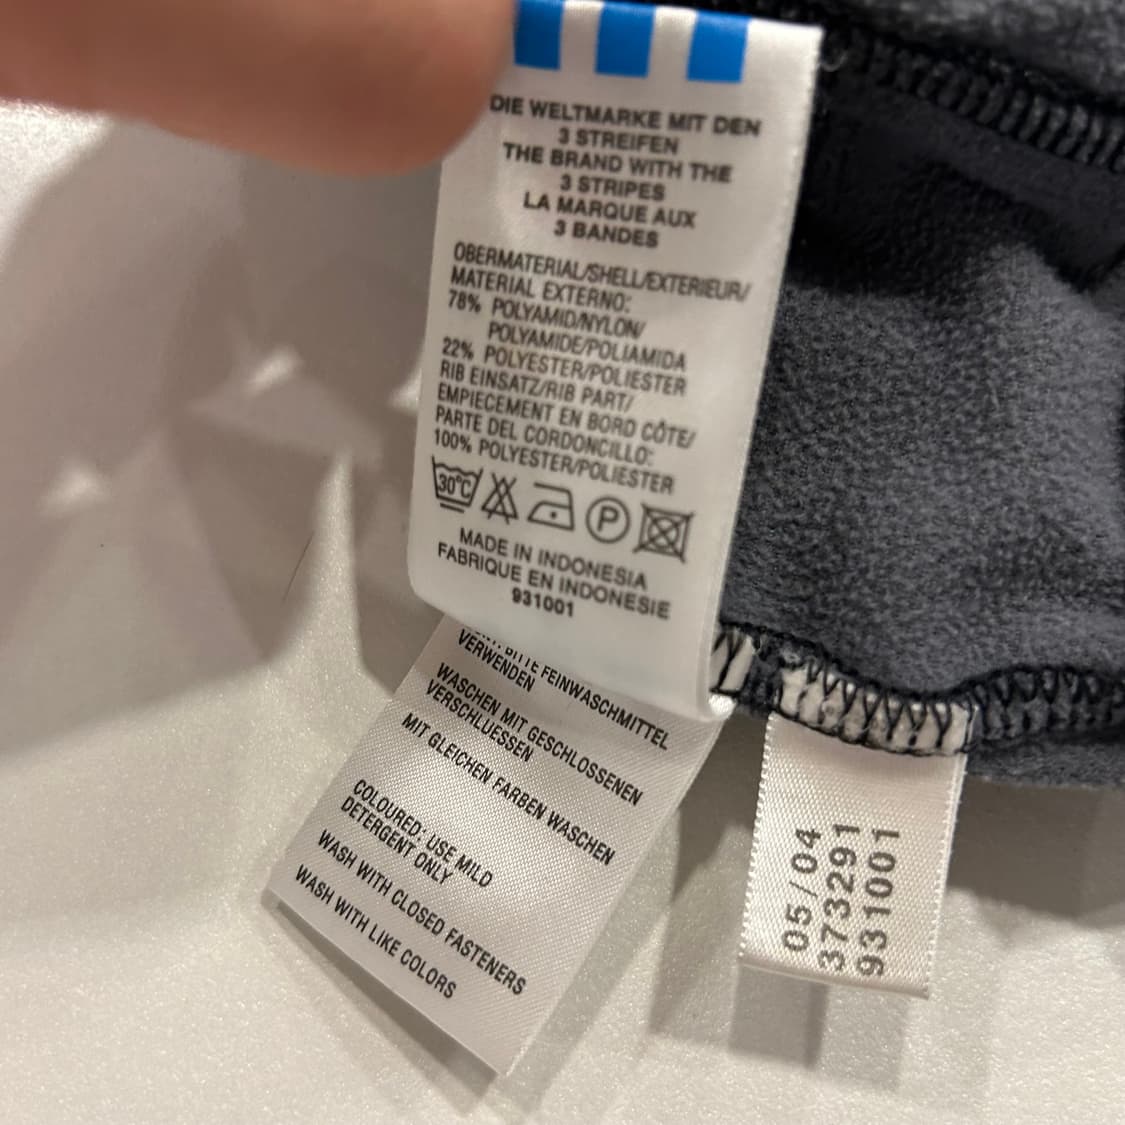 DIE WELTMARKE MIT DEN
3 STREIFEN
THE BRAND WITH THE
3 STRIPES
LA MARQUE AUX
3 BANDES
OBERMATERIAL/SHELL/EXTERIEUR/
MATERIAL EXTERNO:
78% POLYAMID/NYLON/
POLYAMIDE/POLIAMIDA
22% POLYESTER/POLIESTER
RIB EINSATZ/RIB PART/
EMPIECEMENT EN BORD CÔTE/
PARTE DEL CORDONCILLO:
100% POLYESTER/POLIESTER
30°C P
MADE IN INDONESIA
FABRIQUE EN INDONESIE
931001
BITTE FEINWASCHMITTEL
VERWENDEN
WASCHEN MIT GESCHLOSSENEN
VERSCHLUESSEN
MIT GLEICHEN FARBEN WASCHEN
COLOURED: USE MILD
DETERGENT ONLY
WASH WITH CLOSED FASTENERS
WASH WITH LIKE COLORS
05/04
373291
931001